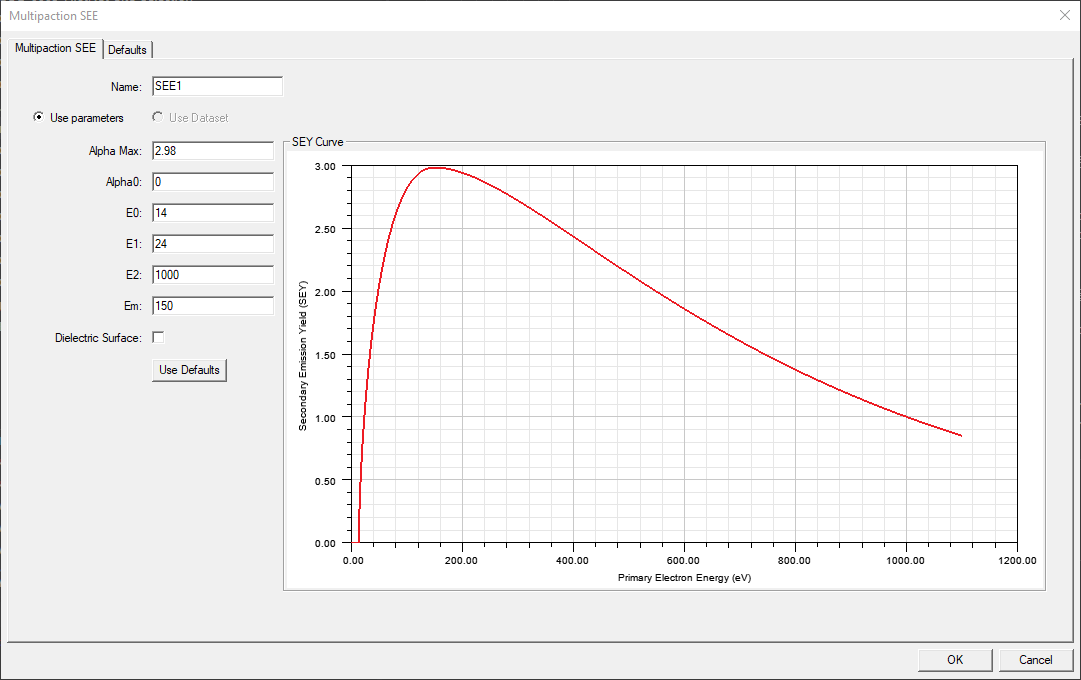 Multipaction SEE
Multipaction SEE Defaults
Name: SEE1
Use parameters Use Dataset
Alpha Max: 2.98
Alpha0: 0
E0: 14
E1: 24
E2: 1000
Em: 150
Dielectric Surface:
Use Defaults
SEY Curve
3.00
2.50
2.00
1.50
1.00
0.50
0.00
Secondary Emission Yield (SEY)
0.00 200.00 400.00 600.00 800.00 1000.00 1200.00
Primary Electron Energy (eV)
OK Cancel